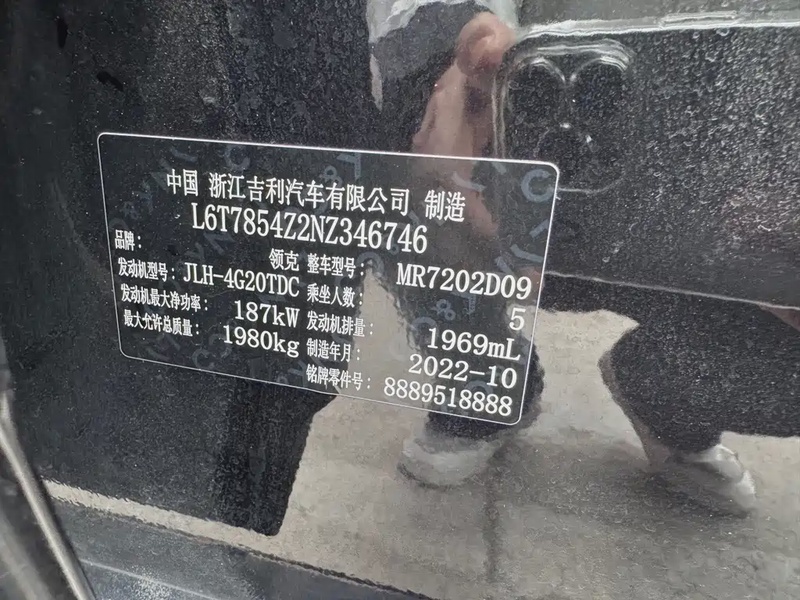 中国 浙江吉利汽车有限公司 制造
L6T7854Z2NZ346746
品牌： 领克 整车型号： MR7202D09
发动机型号： JLH-4G20TDC 乘坐人数： 5
发动机最大净功率： 187kW 发动机排量： 1969mL
最大允许总质量： 1980kg 制造年月： 2022-10
铭牌零件号： 8889518888